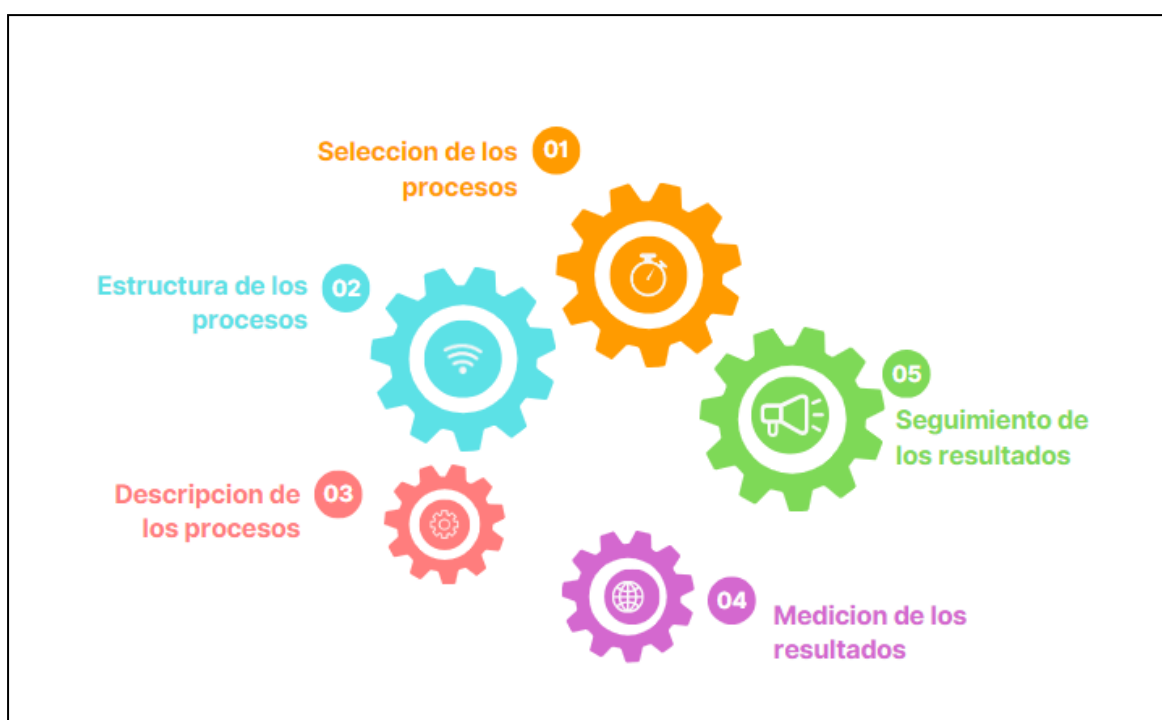 01
Seleccion de los
procesos
02
Estructura de los
procesos
03
Descripcion de
los procesos
04
Medicion de los
resultados
05
Seguimiento de
los resultados